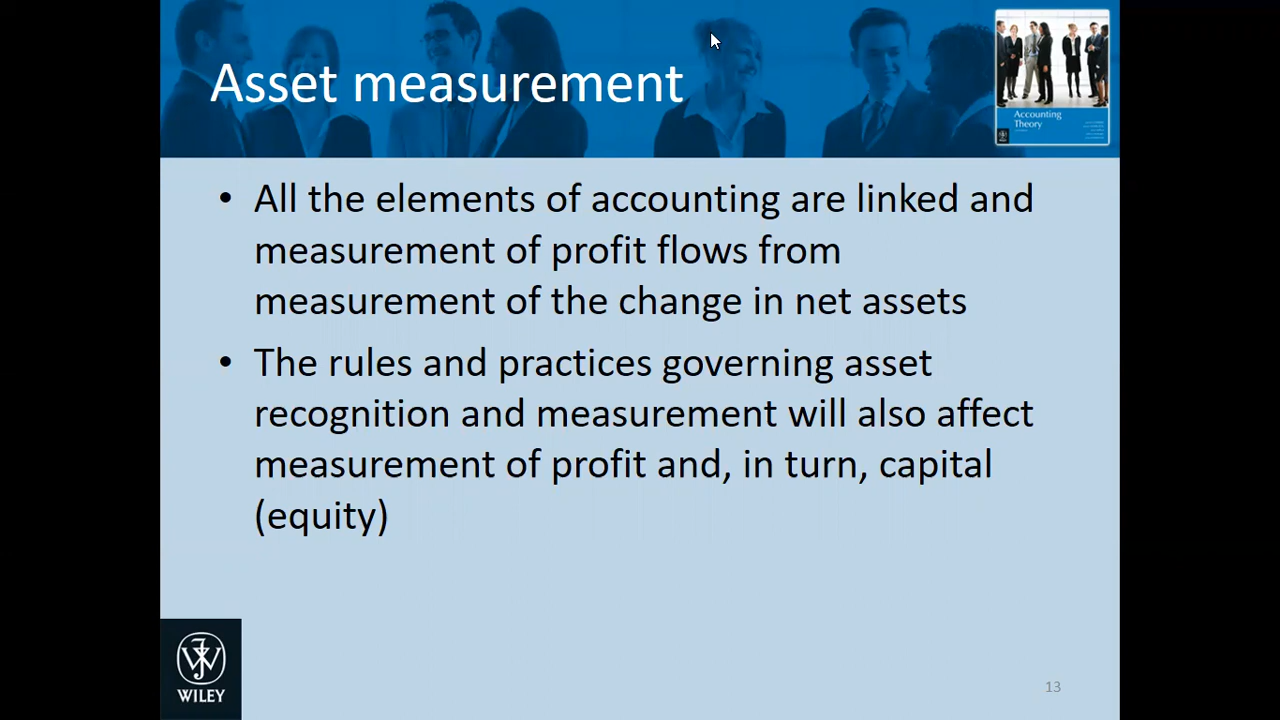 Asset measurement
Accounting
Theory
• All the elements of accounting are linked and
measurement of profit flows from
measurement of the change in net assets
• The rules and practices governing asset
recognition and measurement will also affect
measurement of profit and, in turn, capital
(equity)
WILEY
13